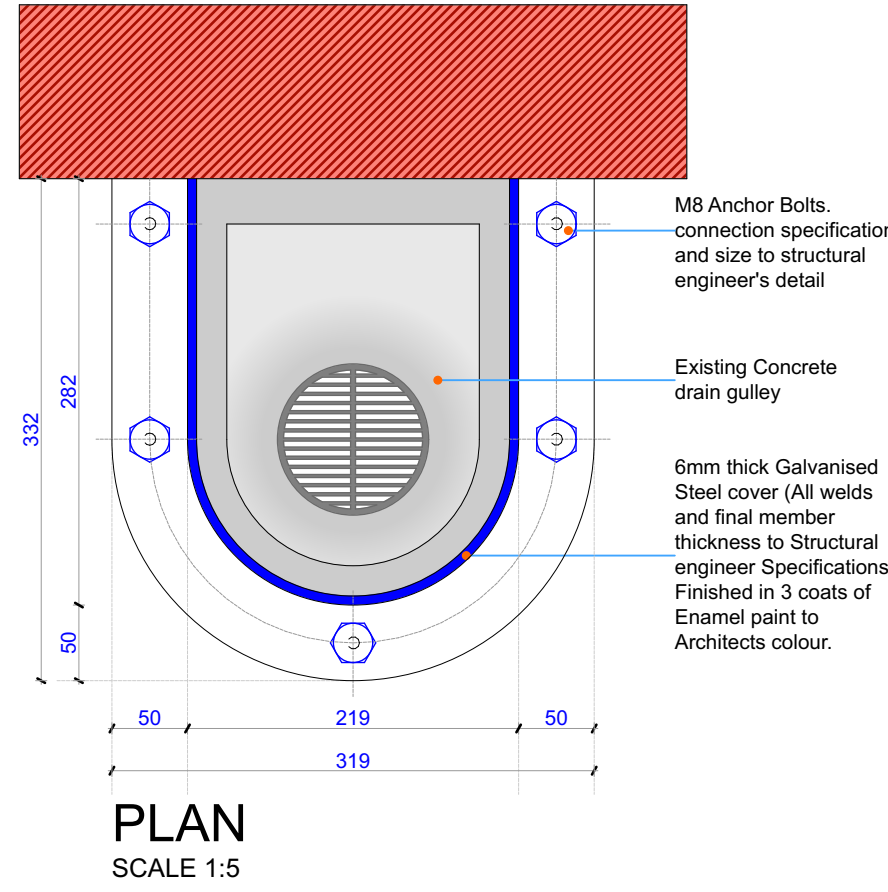 M8 Anchor Bolts.
connection specification
and size to structural
engineer's detail
Existing Concrete
drain gulley
6mm thick Galvanised
Steel cover (All welds
and final member
thickness to Structural
engineer Specifications
Finished in 3 coats of
Enamel paint to
Architects colour.
332
282
50
50
219
50
319
PLAN
SCALE 1:5